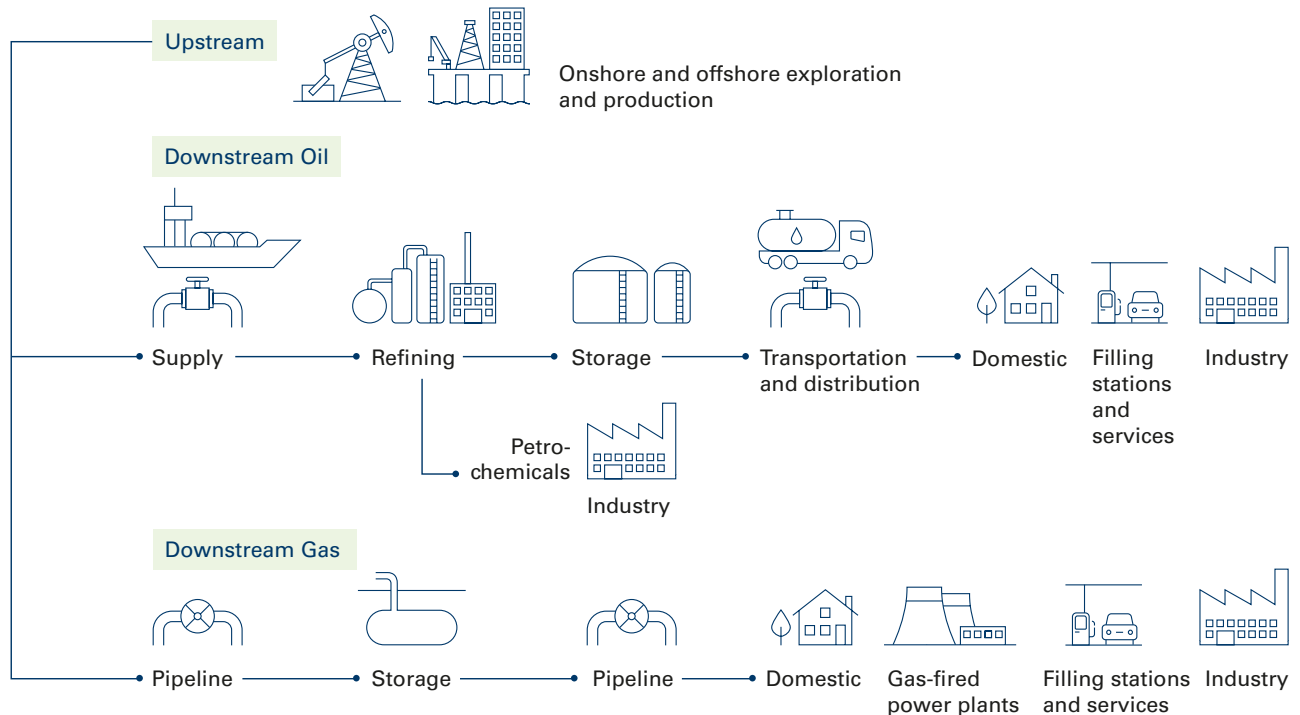 Upstream
Onshore and offshore exploration
and production
Downstream Oil
Supply
Refining
Storage
Transportation
and distribution
Domestic
Filling
stations
and
services
Industry
Petro-
chemicals
Industry
Downstream Gas
Pipeline
Storage
Pipeline
Domestic
Gas-fired
power plants
Filling stations
and services
Industry